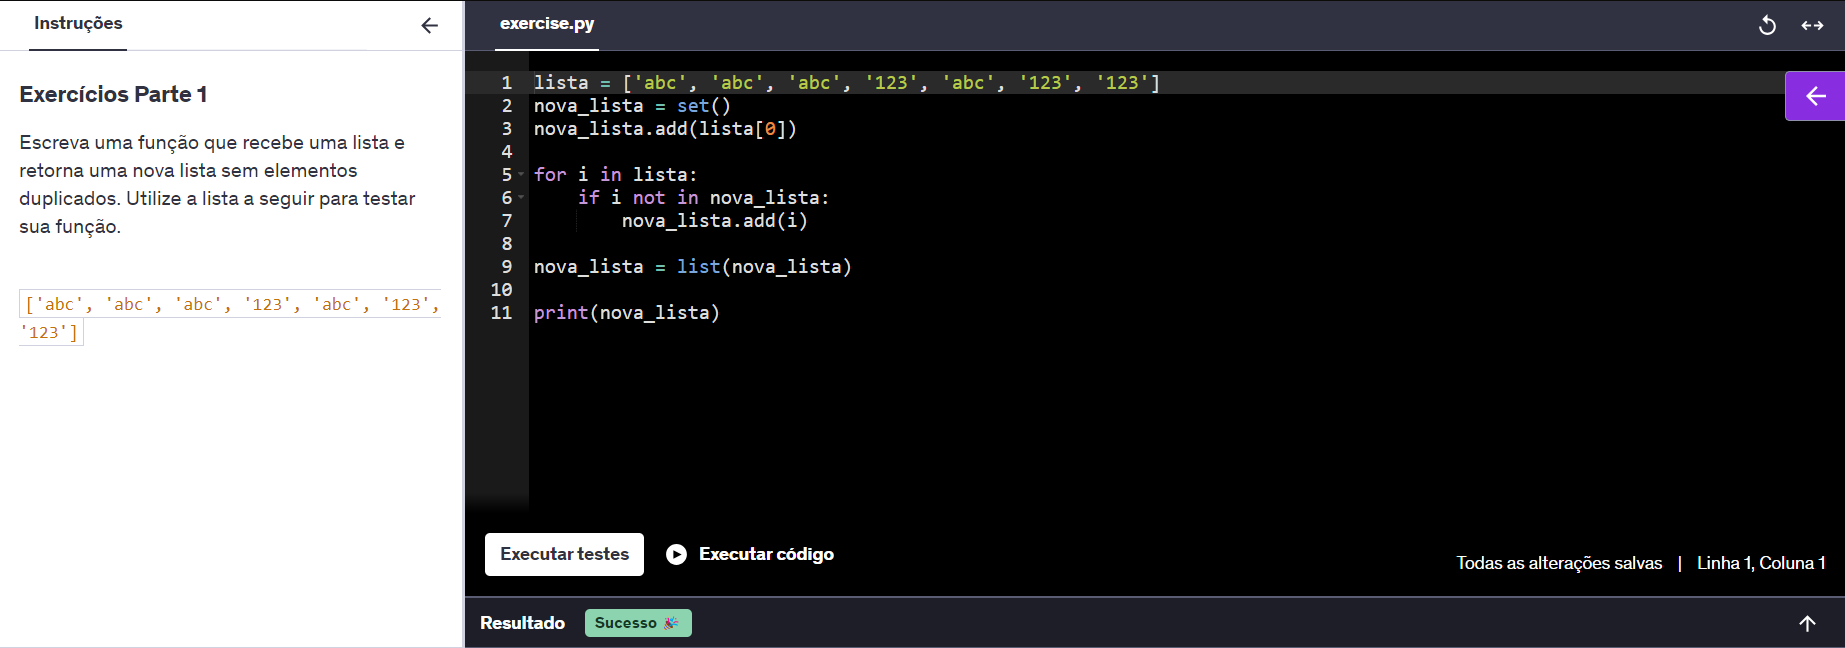 Instruções
Exercícios Parte 1
Escreva uma função que recebe uma lista e
retorna uma nova lista sem elementos
duplicados. Utilize a lista a seguir para testar
sua função.
['abc', 'abc', 'abc', '123', 'abc', '123',
'123']
exercise.py
1 lista = ['abc', 'abc', 'abc', '123', 'abc', '123', '123']
2 nova_lista = set()
3 nova_lista.add(lista[0])
4
5 for i in lista:
6     if i not in nova_lista:
7         nova_lista.add(i)
8
9 nova_lista = list(nova_lista)
10
11 print(nova_lista)
Executar testes
Executar código
Todas as alterações salvas | Linha 1, Coluna 1
Resultado
Sucesso 🎉